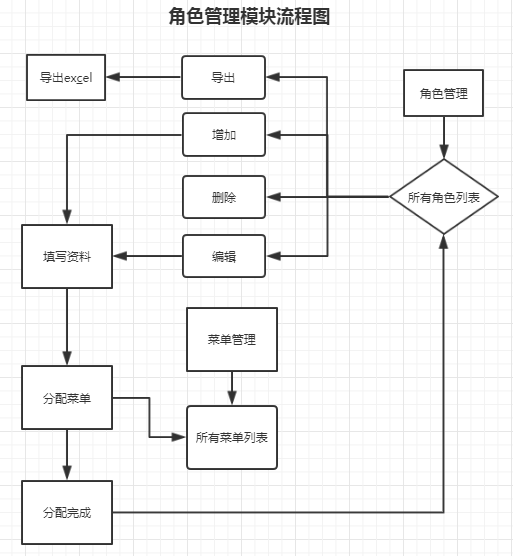 角色管理模块流程图
导出excel
导出
角色管理
增加
删除
所有角色列表
填写资料
编辑
菜单管理
分配菜单
所有菜单列表
分配完成